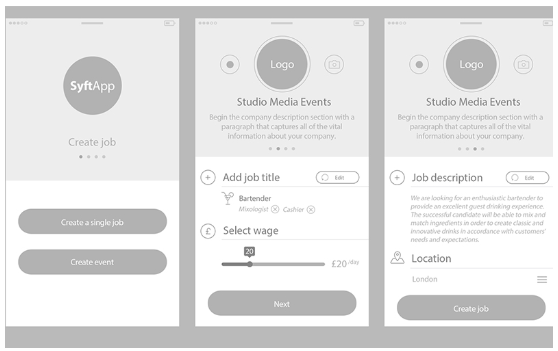 SyftApp
Create job
Create a single job
Create event
Logo
Studio Media Events
Begin the company description section with a
paragraph that captures all of the vital
information about your company.
Add job title
Edit
Bartender
Mixologist
Cashier
£
Select wage
20
£20 /day
Next
Logo
Studio Media Events
Begin the company description section with a
paragraph that captures all of the vital
information about your company.
Job description
Edit
We are looking for an enthusiastic bartender to
provide an excellent guest drinking experience.
The succesful candidate will be able to mix and
match ingredients in order to create classic and
innovative drinks in accordance with customers'
needs and expectations.
Location
London
Create job